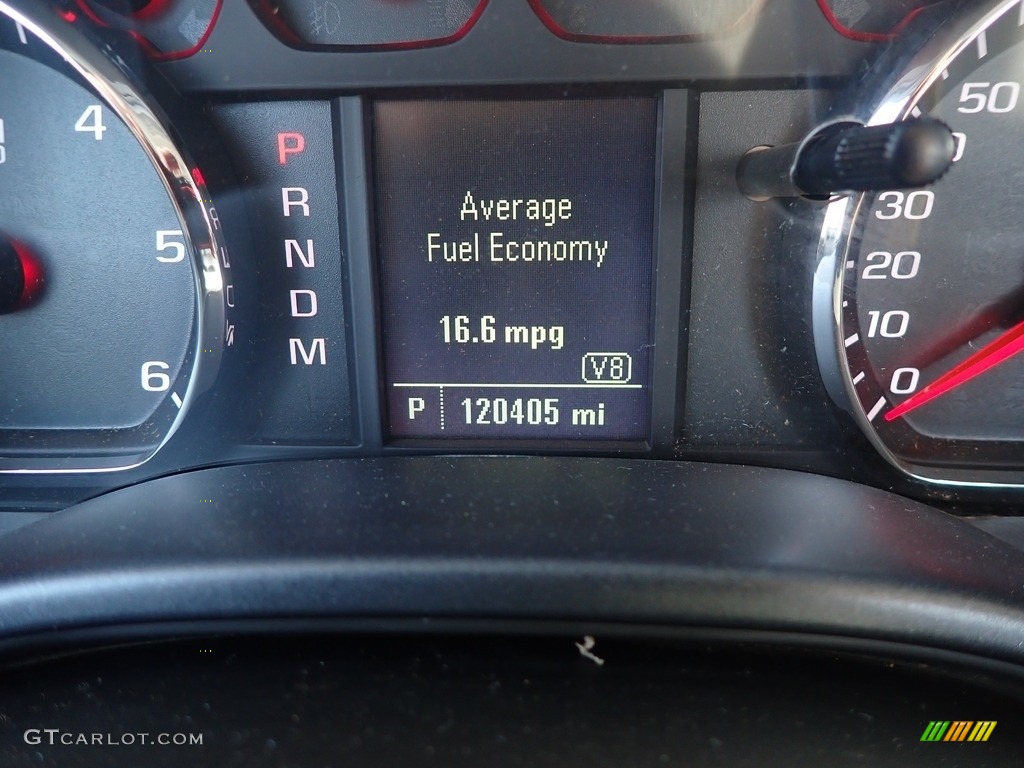 4
5
6
P
R
N
D
M
Average
Fuel Economy
16.6 mpg
V8
P 120405 mi
50
30
20
10
0
GTCARLOT.COM